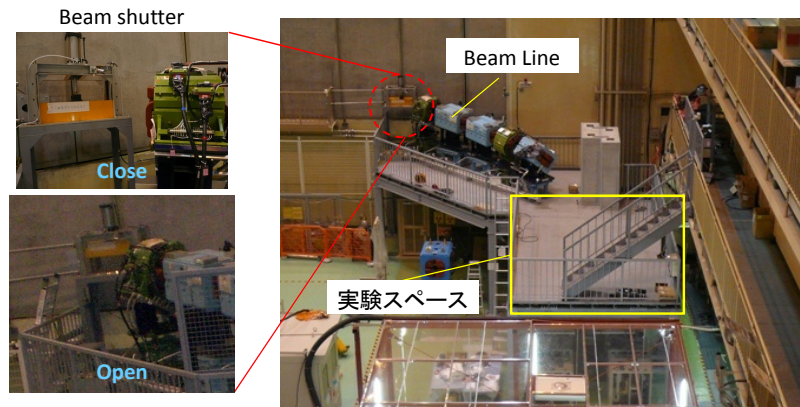 Beam shutter
Close
Open
Beam Line
実験スペース